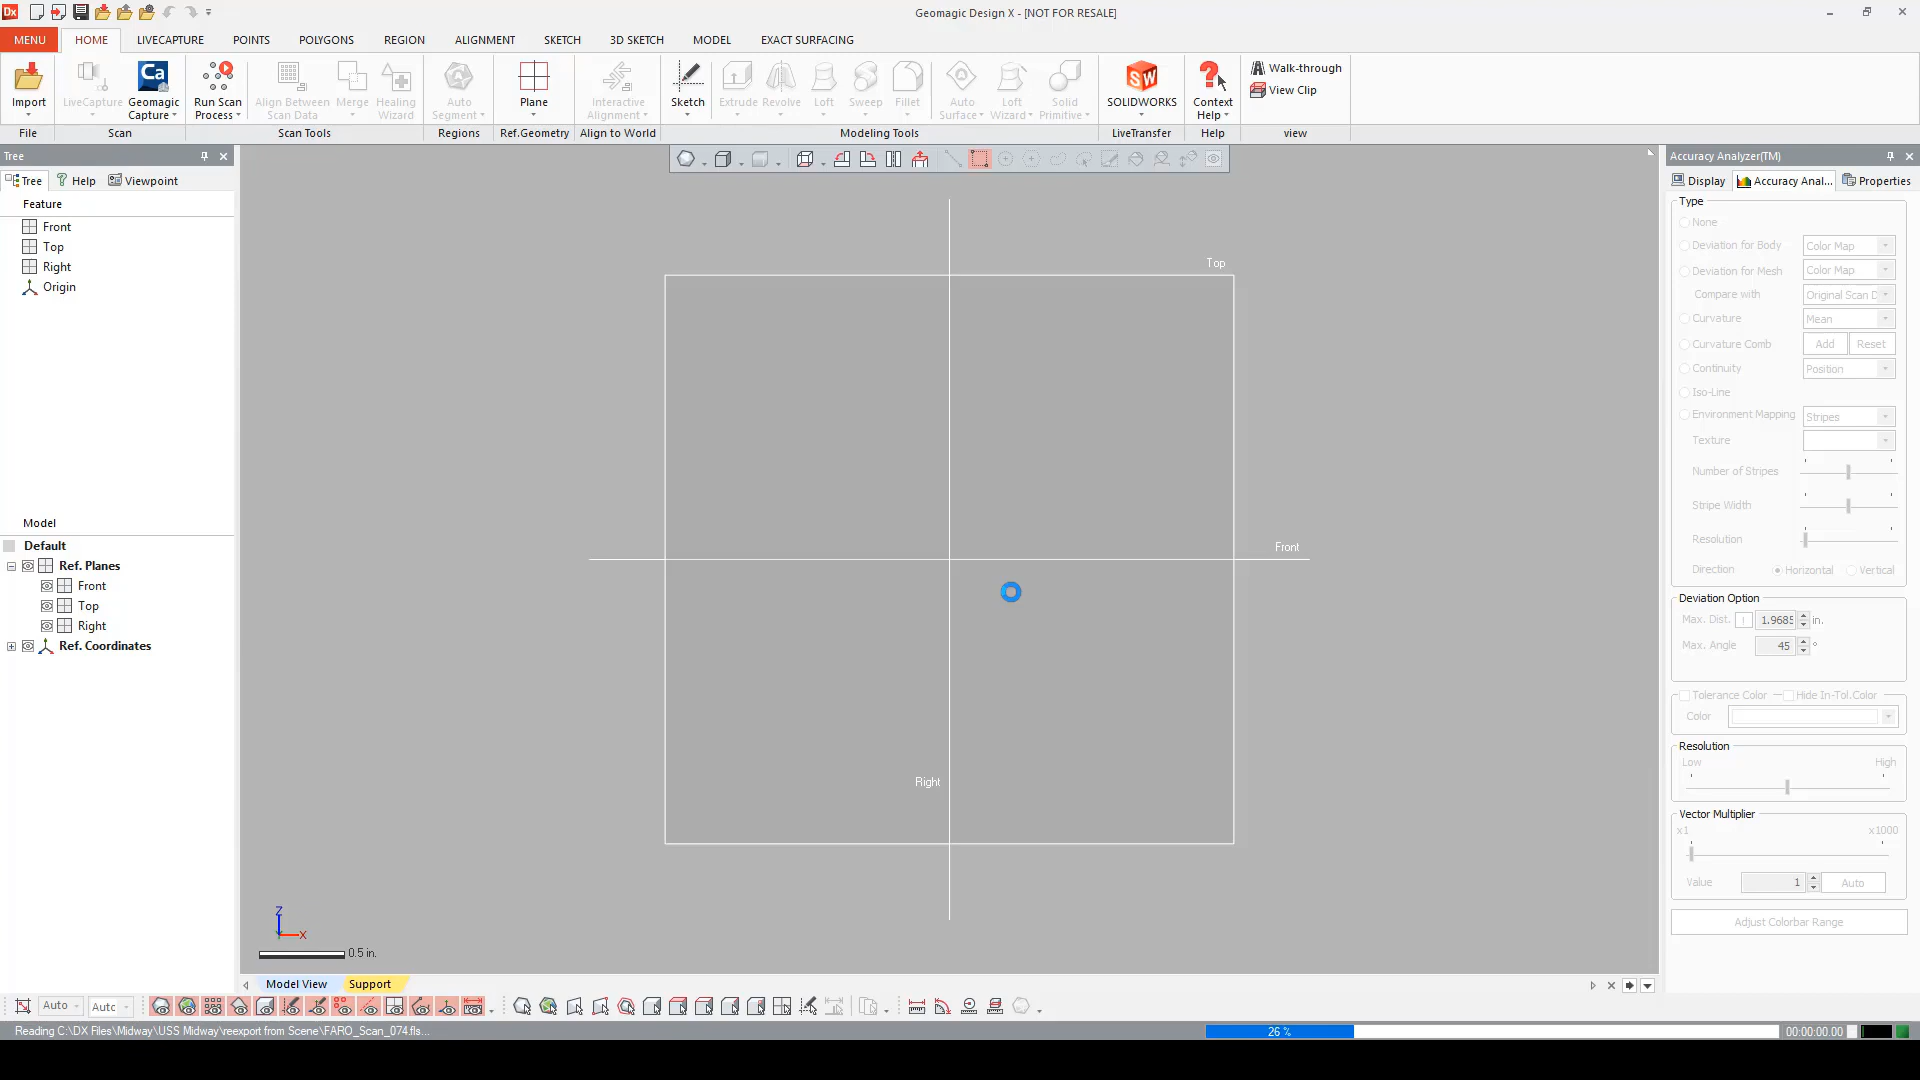 Dx
Geomagic Design X - [NOT FOR RESALE]
MENU HOME LIVECAPTURE POINTS POLYGONS REGION ALIGNMENT SKETCH 3D SKETCH MODEL EXACT SURFACING
Import
LiveCapture
Geomagic Capture
Run Scan Process
Align Between Scan Data
Merge
Healing Wizard
Auto Segment
Plane
Interactive Alignment
Sketch
Extrude
Revolve
Loft
Sweep
Fillet
Auto Surface
Loft Wizard
Solid Primitive
SOLIDWORKS
Context Help
Walk-through
View Clip
File Scan Scan Tools Regions Ref.Geometry Align to World Modeling Tools LiveTransfer Help view
Tree
Tree Help Viewpoint
Feature
Front
Top
Right
Origin
Model
Default
Ref. Planes
Front
Top
Right
Ref. Coordinates
Top
Front
Right
Z
X
0.5 in.
Model View Support
Accuracy Analyzer(TM)
Display Accuracy Anal... Properties
Type
None
Deviation for Body Color Map
Deviation for Mesh Color Map
Compare with Original Scan D
Curvature Mean
Curvature Comb Add Reset
Continuity Position
Iso-Line
Environment Mapping Stripes
Texture
Number of Stripes
Stripe Width
Resolution
Direction Horizontal Vertical
Deviation Option
Max. Dist. ! 1.9685 in.
Max. Angle 45 °
Tolerance Color Hide In-Tol.Color
Color
Resolution
Low High
Vector Multiplier
x1 x1000
Value 1 Auto
Adjust Colorbar Range
Auto Autc
Reading C:\DX Files\Midway\USS Midway\reexport from Scene\FARO_Scan_074.fls...
26 %
00:00:00.00